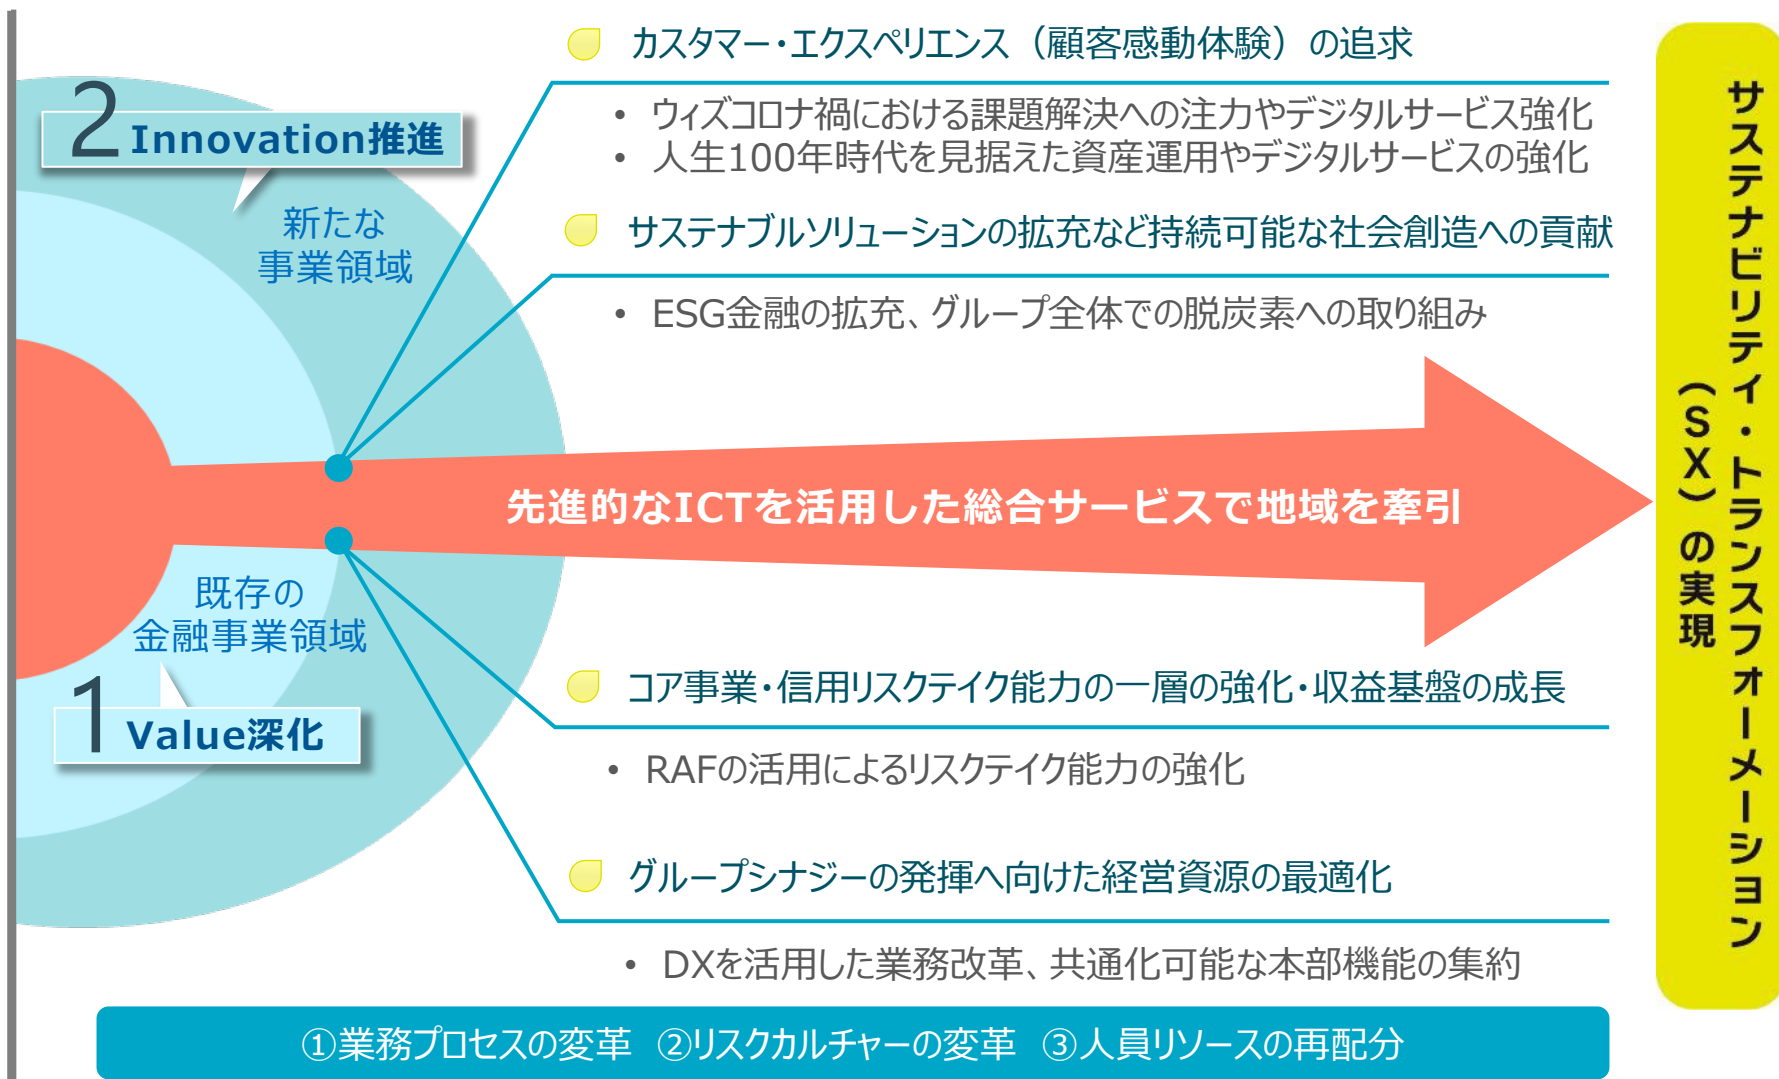 カスタマー・エクスペリエンス（顧客感動体験）の追求
• ウィズコロナ禍における課題解決への注力やデジタルサービス強化
• 人生100年時代を見据えた資産運用やデジタルサービスの強化
2 Innovation推進
新たな
事業領域
サステナブルソリューションの拡充など持続可能な社会創造への貢献
• ESG金融の拡充、グループ全体での脱炭素への取り組み
先進的なICTを活用した総合サービスで地域を牽引
既存の
金融事業領域
1 Value深化
コア事業・信用リスクテイク能力の一層の強化・収益基盤の成長
• RAFの活用によるリスクテイク能力の強化
グループシナジーの発揮へ向けた経営資源の最適化
• DXを活用した業務改革、共通化可能な本部機能の集約
①業務プロセスの変革 ②リスクカルチャーの変革 ③人員リソースの再配分
サステナビリティ・トランスフォーメーション
（SX）の実現